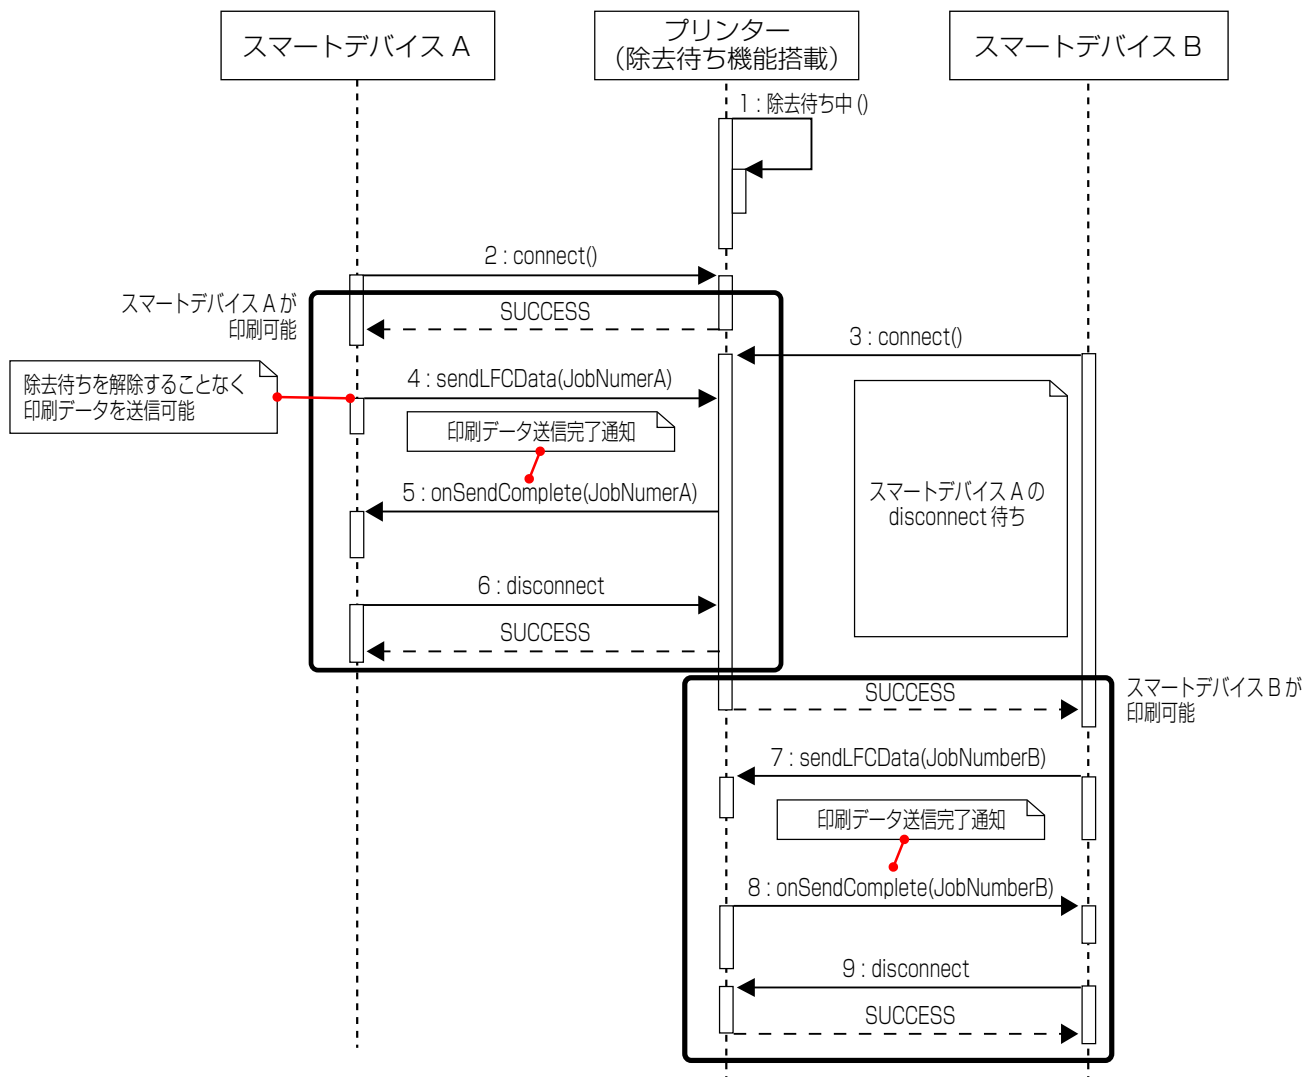 スマートデバイス A
プリンター
（除去待ち機能搭載）
スマートデバイス B
1 : 除去待ち中 ()
2 : connect()
スマートデバイス A が
印刷可能
SUCCESS
3 : connect()
除去待ちを解除することなく
印刷データを送信可能
4 : sendLFCData(JobNumerA)
印刷データ送信完了通知
5 : onSendComplete(JobNumerA)
スマートデバイス A の
disconnect 待ち
6 : disconnect
SUCCESS
SUCCESS
スマートデバイス B が
印刷可能
7 : sendLFCData(JobNumberB)
印刷データ送信完了通知
8 : onSendComplete(JobNumberB)
9 : disconnect
SUCCESS